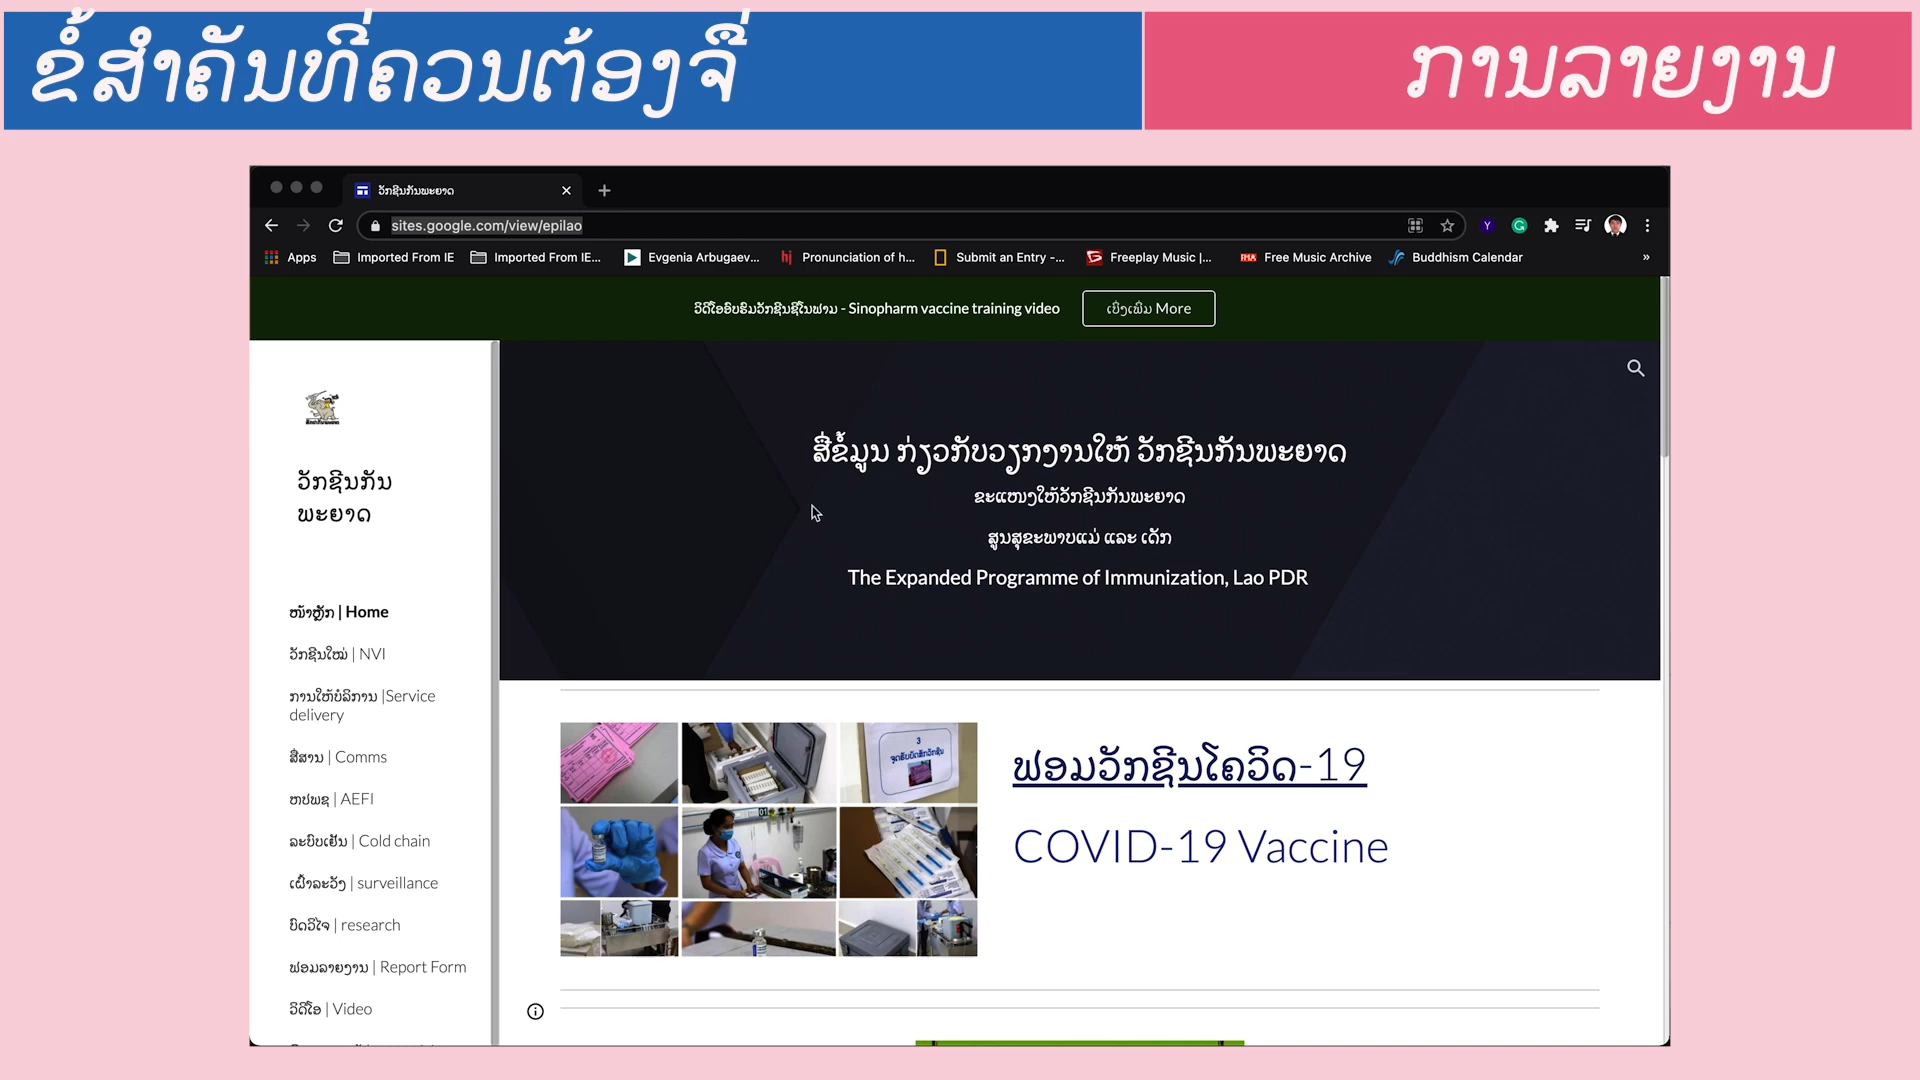 ຂໍ້ສຳຄັນທີ່ຄວນຕ້ອງຈື່
ການລາຍງານ
ວັກຊີນກັນພະຍາດ
sites.google.com/view/epilao
Apps
Imported From IE
Imported From IE...
Evgenia Arbugaev...
Pronunciation of h...
Submit an Entry -...
Freeplay Music |...
Free Music Archive
Buddhism Calendar
»
ວິດີໂອອົບຮົມວັກຊີນຊີໂນຟາມ - Sinopharm vaccine training video
ເບິ່ງເພີ່ມ More
ວັກຊີນກັນ
ພະຍາດ
ໜ້າຫຼັກ | Home
ວັກຊີນໃໝ່ | NVI
ການໃຫ້ບໍລິການ |Service
delivery
ສື່ສານ | Comms
ຫປພຊ | AEFI
ລະບົບເຢັນ | Cold chain
ເຝົ້າລະວັງ | surveillance
ບົດວິໄຈ | research
ຟອມລາຍງານ | Report Form
ວິດີໂອ | Video
ສື່ຂໍ້ມູນ ກ່ຽວກັບວຽກງານໃຫ້ ວັກຊີນກັນພະຍາດ
ຂະແໜງໃຫ້ວັກຊີນກັນພະຍາດ
ສູນສຸຂະພາບແມ່ ແລະ ເດັກ
The Expanded Programme of Immunization, Lao PDR
3
ຈຸດຮັບບັດສັກວັກຊີນ
ຟອມວັກຊີນໂຄວິດ-19
COVID-19 Vaccine